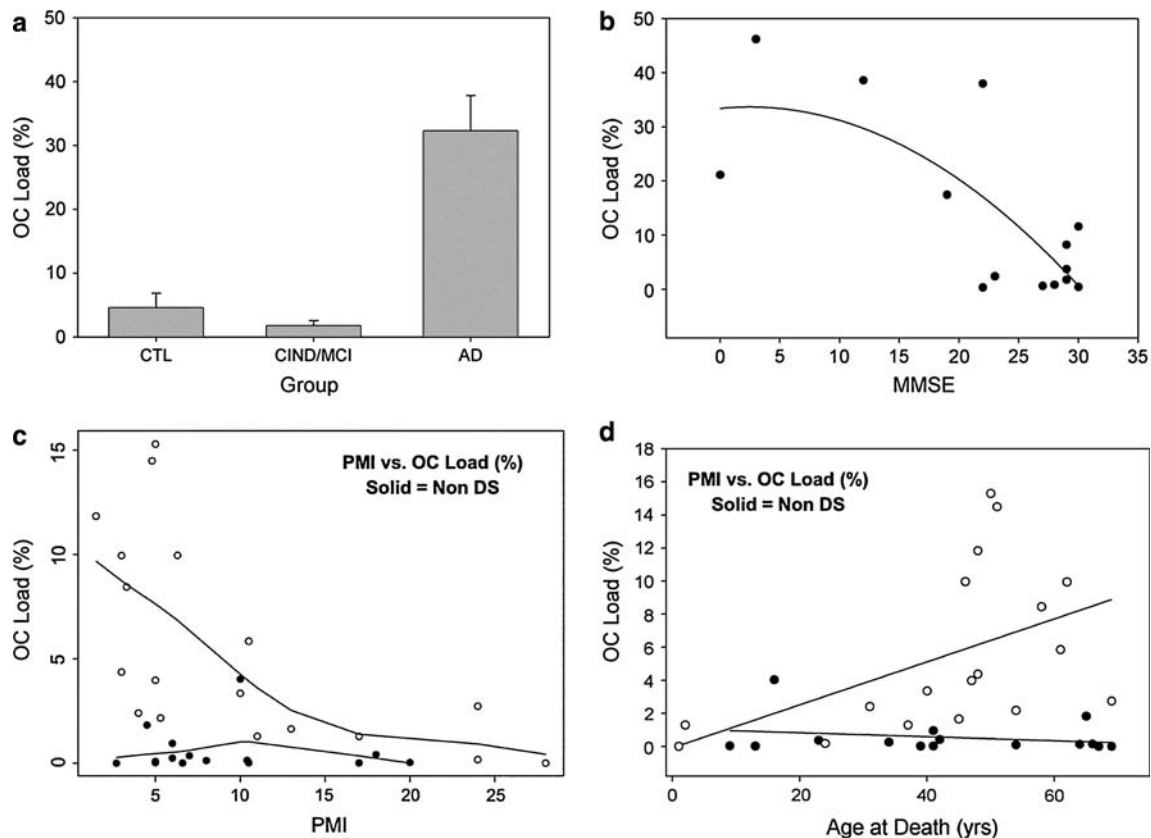 a
50
40
30
20
10
0
OC Load (%)
CTL CIND/MCI AD
Group
b
50
40
30
20
10
0
OC Load (%)
0 5 10 15 20 25 30 35
MMSE
c
15
10
5
0
OC Load (%)
PMI vs. OC Load (%)
Solid = Non DS
5 10 15 20 25
PMI
d
18
16
14
12
10
8
6
4
2
0
OC Load (%)
PMI vs. OC Load (%)
Solid = Non DS
0 20 40 60
Age at Death (yrs)